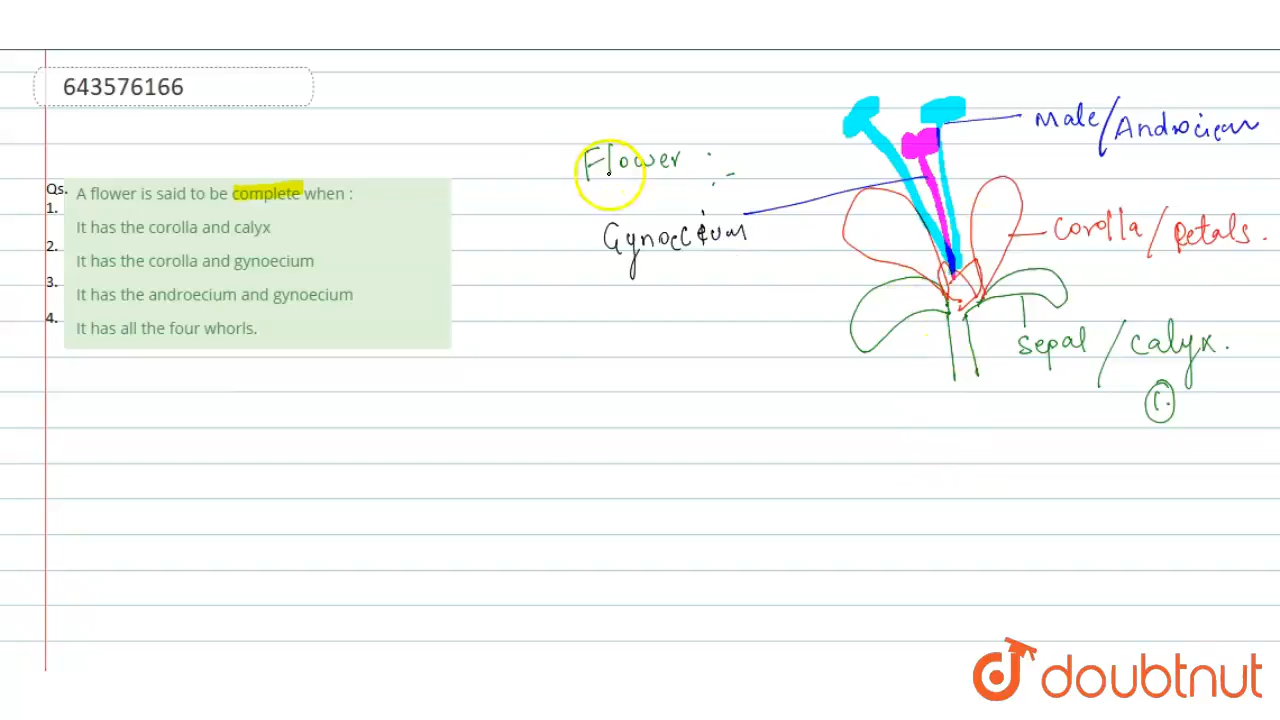 643576166
Qs. A flower is said to be complete when :
1. It has the corolla and calyx
2. It has the corolla and gynoecium
3. It has the androecium and gynoecium
4. It has all the four whorls.
Flower :-
Gynoecium
Male/Androcieam
Corolla/Petals.
Sepal/Calyx.
doubtnut